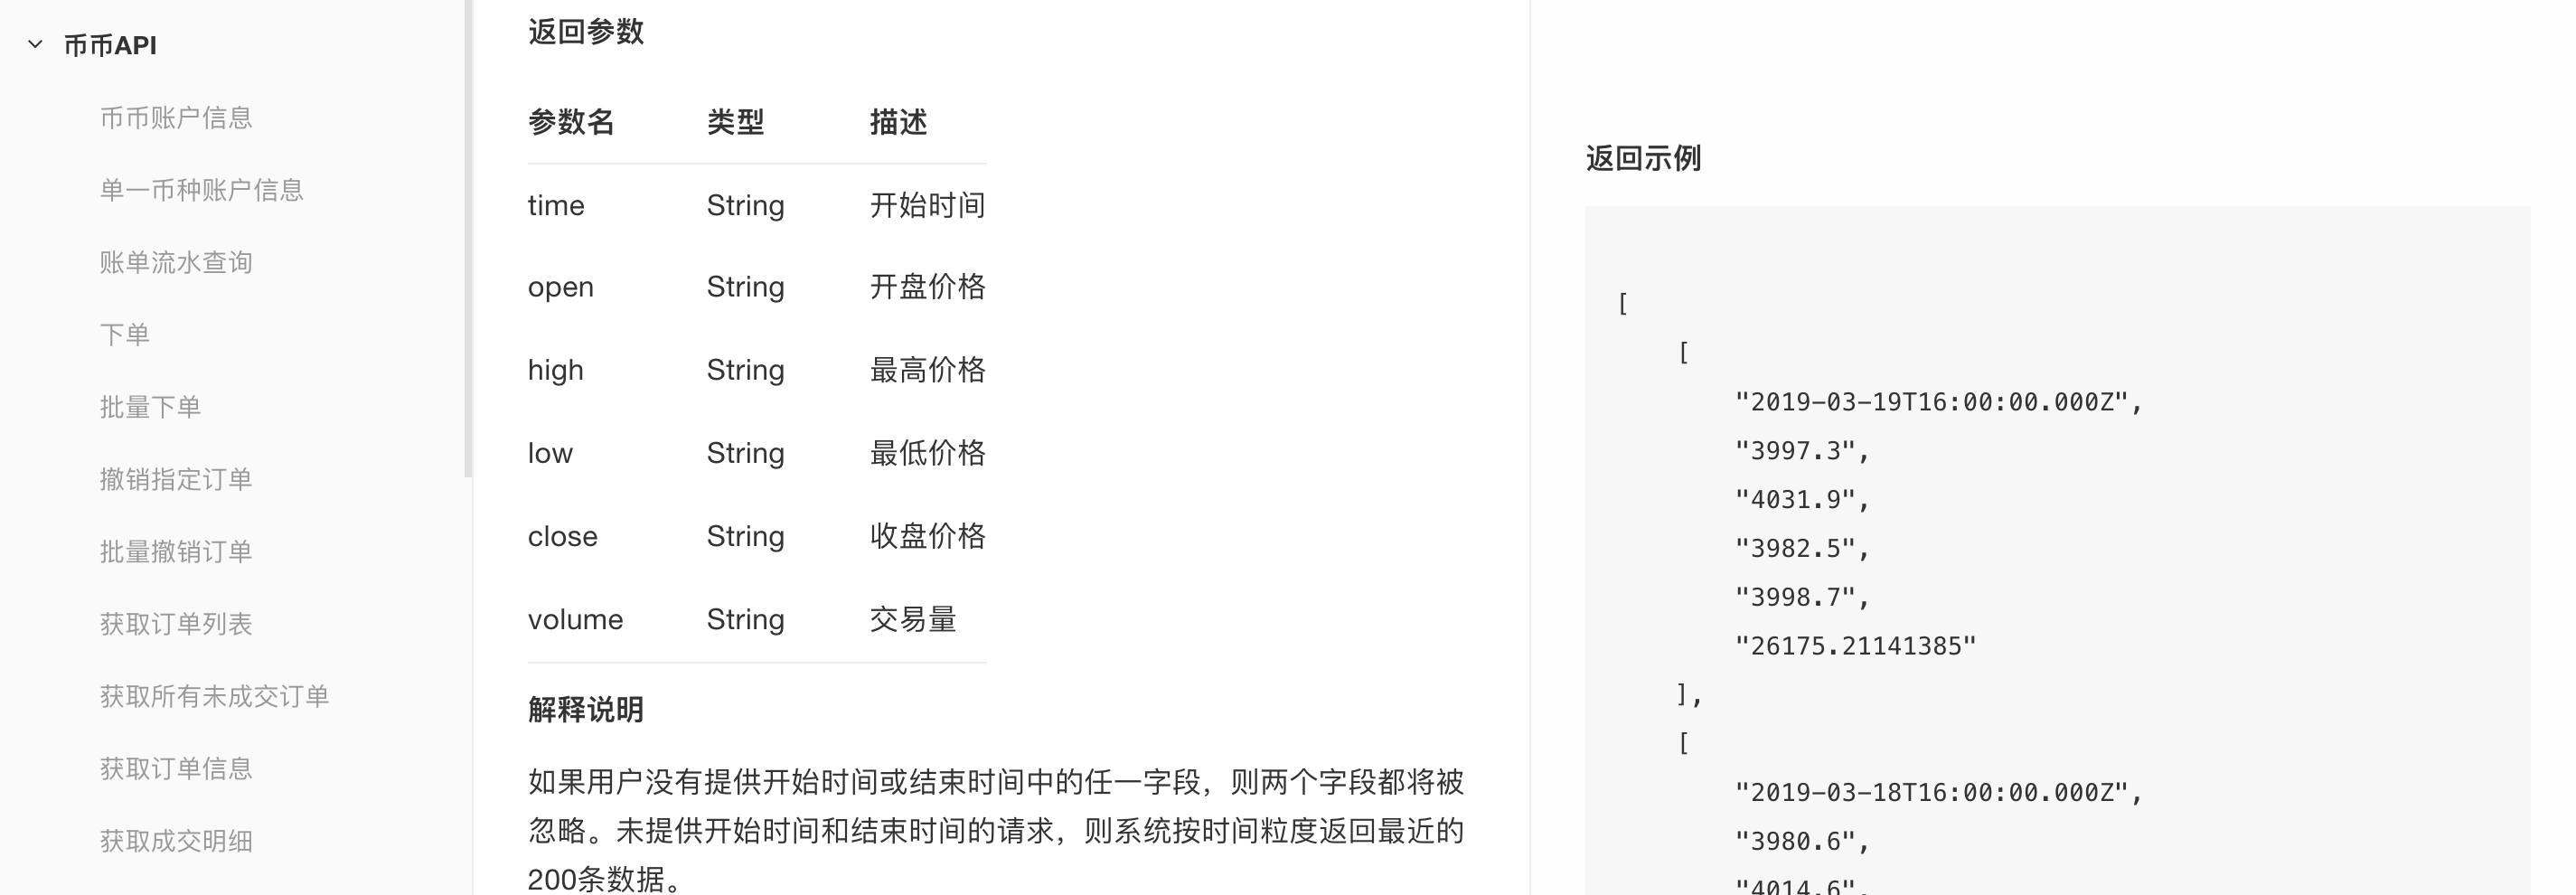 币币API
币币账户信息
单一币种账户信息
账单流水查询
下单
批量下单
撤销指定订单
批量撤销订单
获取订单列表
获取所有未成交订单
获取订单信息
获取成交明细
返回参数
参数名 类型 描述
time String 开始时间
open String 开盘价格
high String 最高价格
low String 最低价格
close String 收盘价格
volume String 交易量
解释说明
如果用户没有提供开始时间或结束时间中的任一字段，则两个字段都将被
忽略。未提供开始时间和结束时间的请求，则系统按时间粒度返回最近的
200条数据。
返回示例
[
[
"2019-03-19T16:00:00.000Z",
"3997.3",
"4031.9",
"3982.5",
"3998.7",
"26175.21141385"
],
[
"2019-03-18T16:00:00.000Z",
"3980.6",
"4014.6",